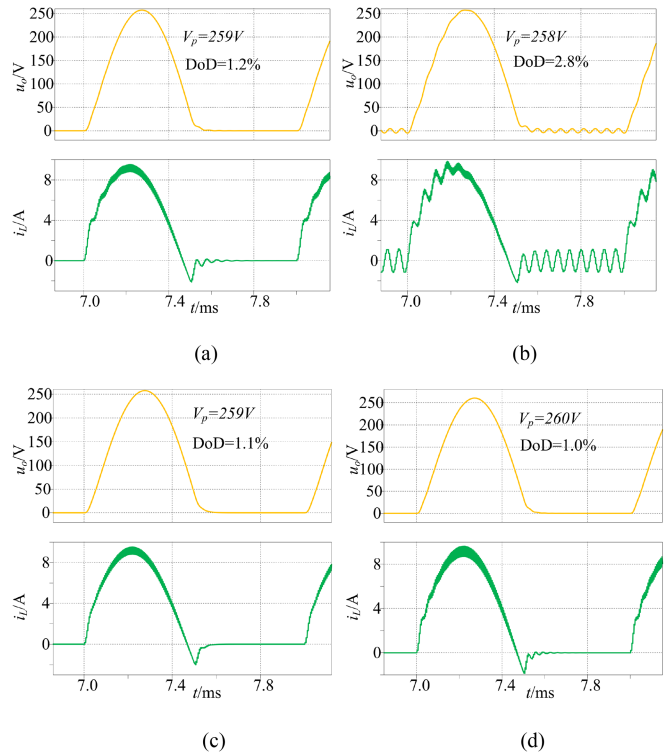 250
200
150
100
50
0
u_o/V
V_p=259V
DoD=1.2%
8
4
0
i_L/A
7.0
7.4
7.8
t/ms
(a)
250
200
150
100
50
0
u_o/V
V_p=258V
DoD=2.8%
8
4
0
i_L/A
7.0
7.4
7.8
t/ms
(b)
250
200
150
100
50
0
u_o/V
V_p=259V
DoD=1.1%
8
4
0
i_L/A
7.0
7.4
7.8
t/ms
(c)
250
200
150
100
50
0
u_o/V
V_p=260V
DoD=1.0%
8
4
0
i_L/A
7.0
7.4
7.8
t/ms
(d)